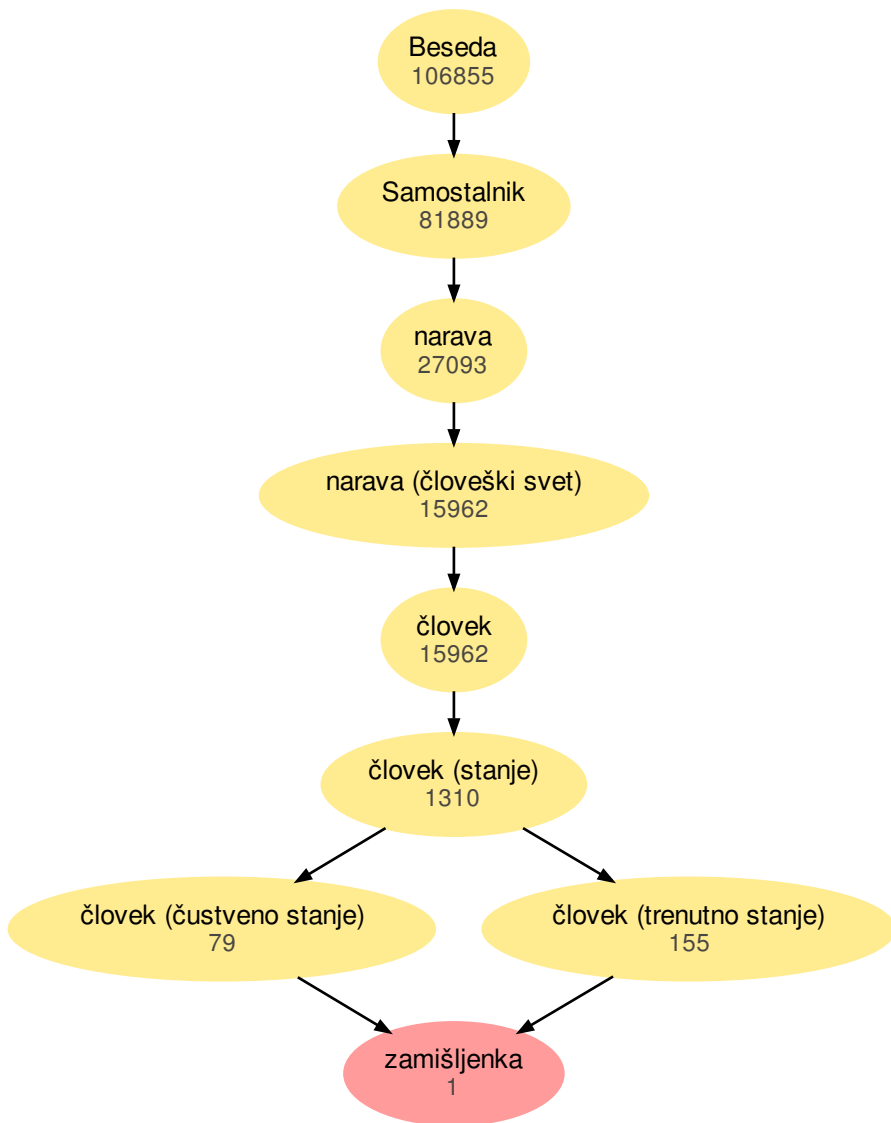 Beseda
106855
Samostalnik
81889
narava
27093
narava (človeški svet)
15962
človek
15962
človek (stanje)
1310
človek (čustveno stanje)
79
človek (trenutno stanje)
155
zamišljenka
1